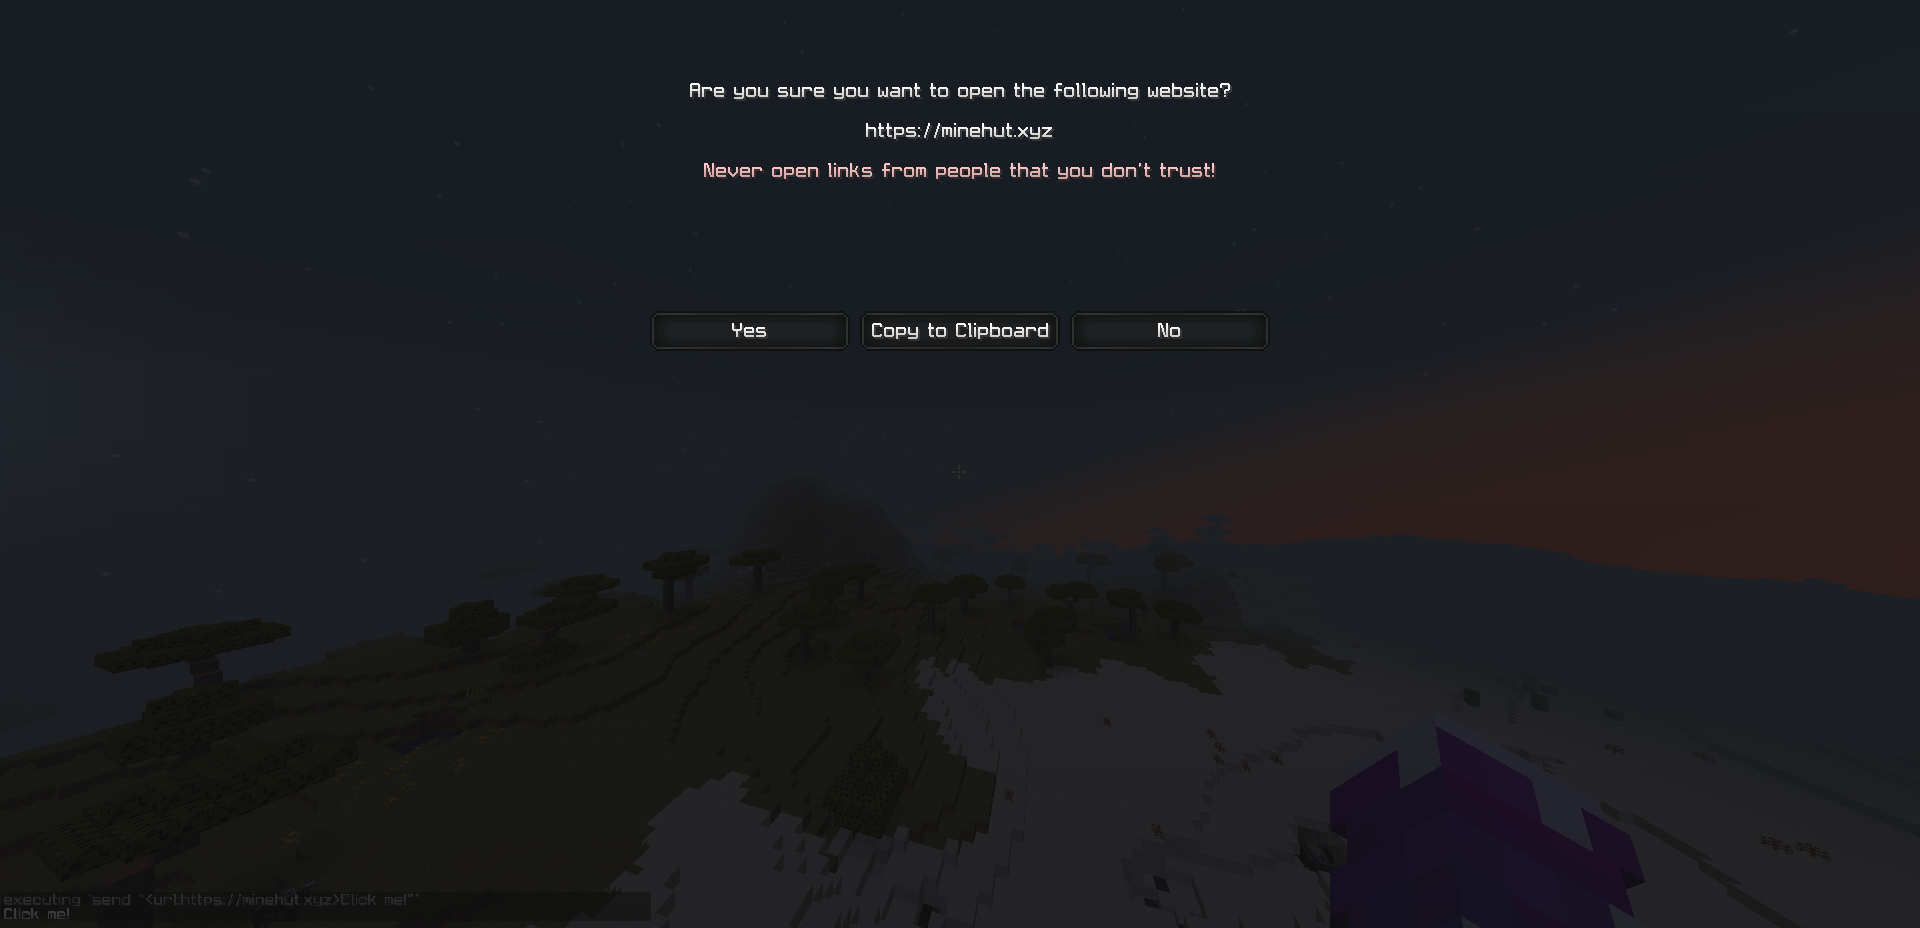 Are you sure you want to open the following website?
https://minehut.xyz
Never open links from people that you don't trust!
Yes
Copy to Clipboard
No
executing `send "<url:https://minehut.xyz>Click me!"`
Click me!